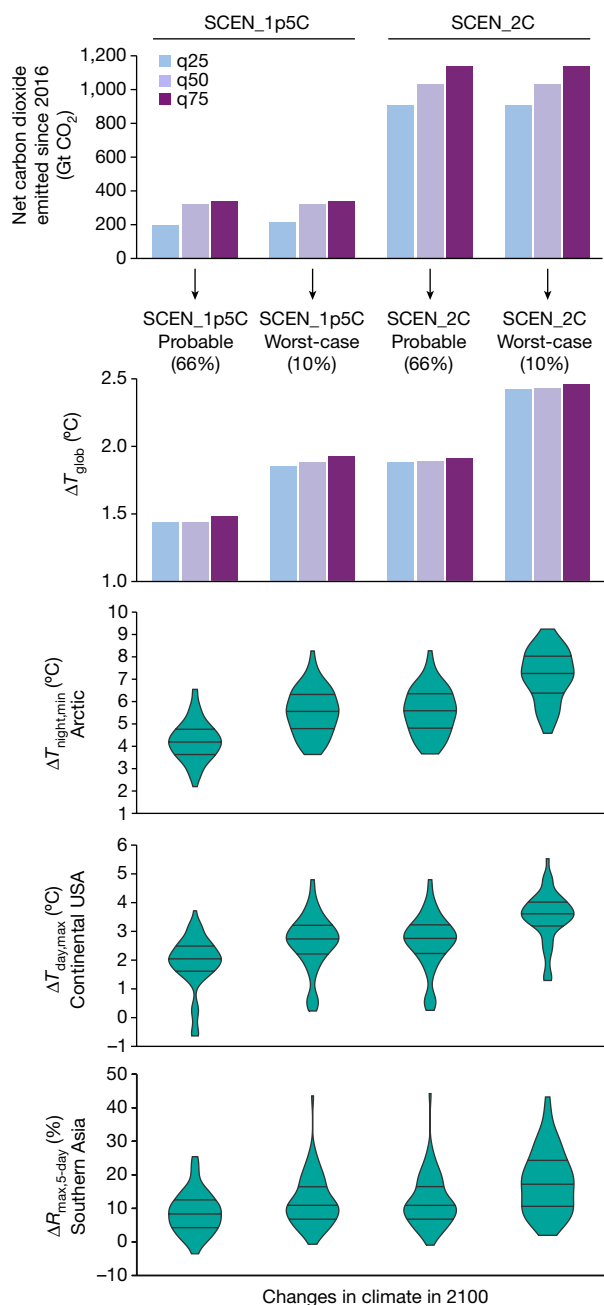 SCEN_1p5C SCEN_2C
Net carbon dioxide
emitted since 2016
(Gt CO2)
1,200
1,000
800
600
400
200
0
q25
q50
q75
SCEN_1p5C
Probable
(66%)
SCEN_1p5C
Worst-case
(10%)
SCEN_2C
Probable
(66%)
SCEN_2C
Worst-case
(10%)
ΔTglob (ºC)
2.5
2.0
1.5
1.0
ΔTnight,min (ºC)
Arctic
10
9
8
7
6
5
4
3
2
1
ΔTday,max (ºC)
Continental USA
6
5
4
3
2
1
0
–1
ΔRmax,5-day (%)
Southern Asia
50
40
30
20
10
0
–10
Changes in climate in 2100